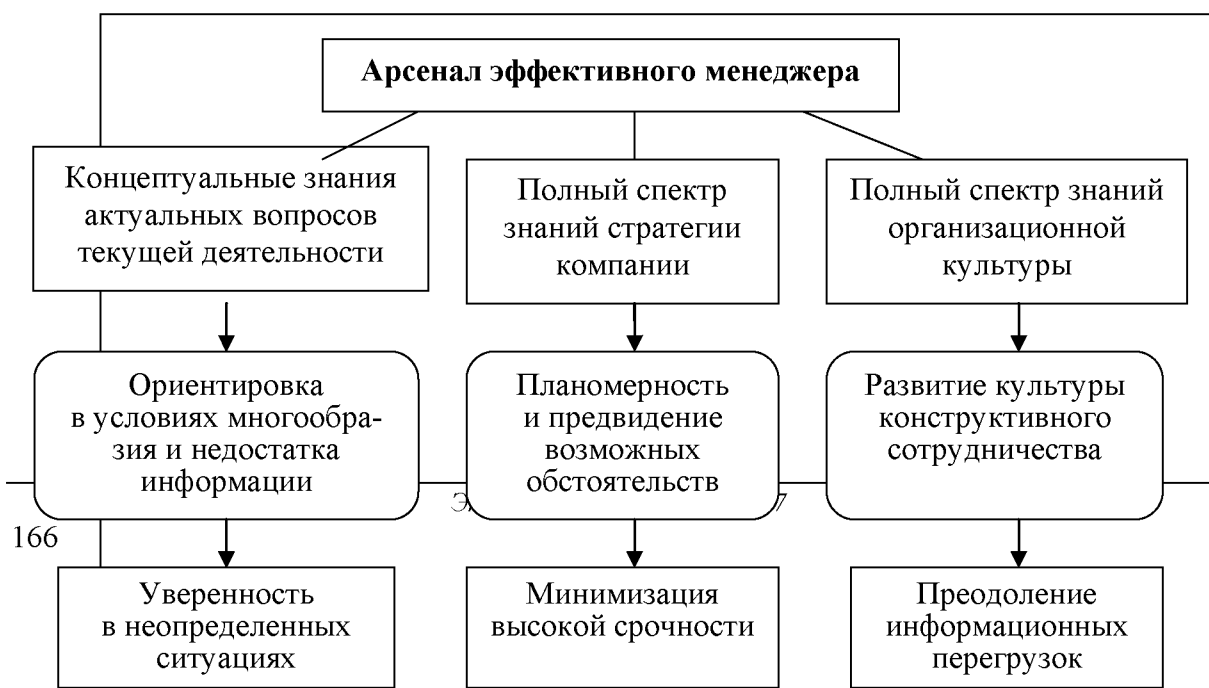 Арсенал эффективного менеджера
Концептуальные знания
актуальных вопросов
текущей деятельности
Полный спектр
знаний стратегии
компании
Полный спектр знаний
организационной
культуры
Ориентировка
в условиях многообра-
зия и недостатка
информации
Планомерность
и предвидение
возможных
обстоятельств
Развитие культуры
конструктивного
сотрудничества
166
Уверенность
в неопределенных
ситуациях
Минимизация
высокой срочности
Преодоление
информационных
перегрузок